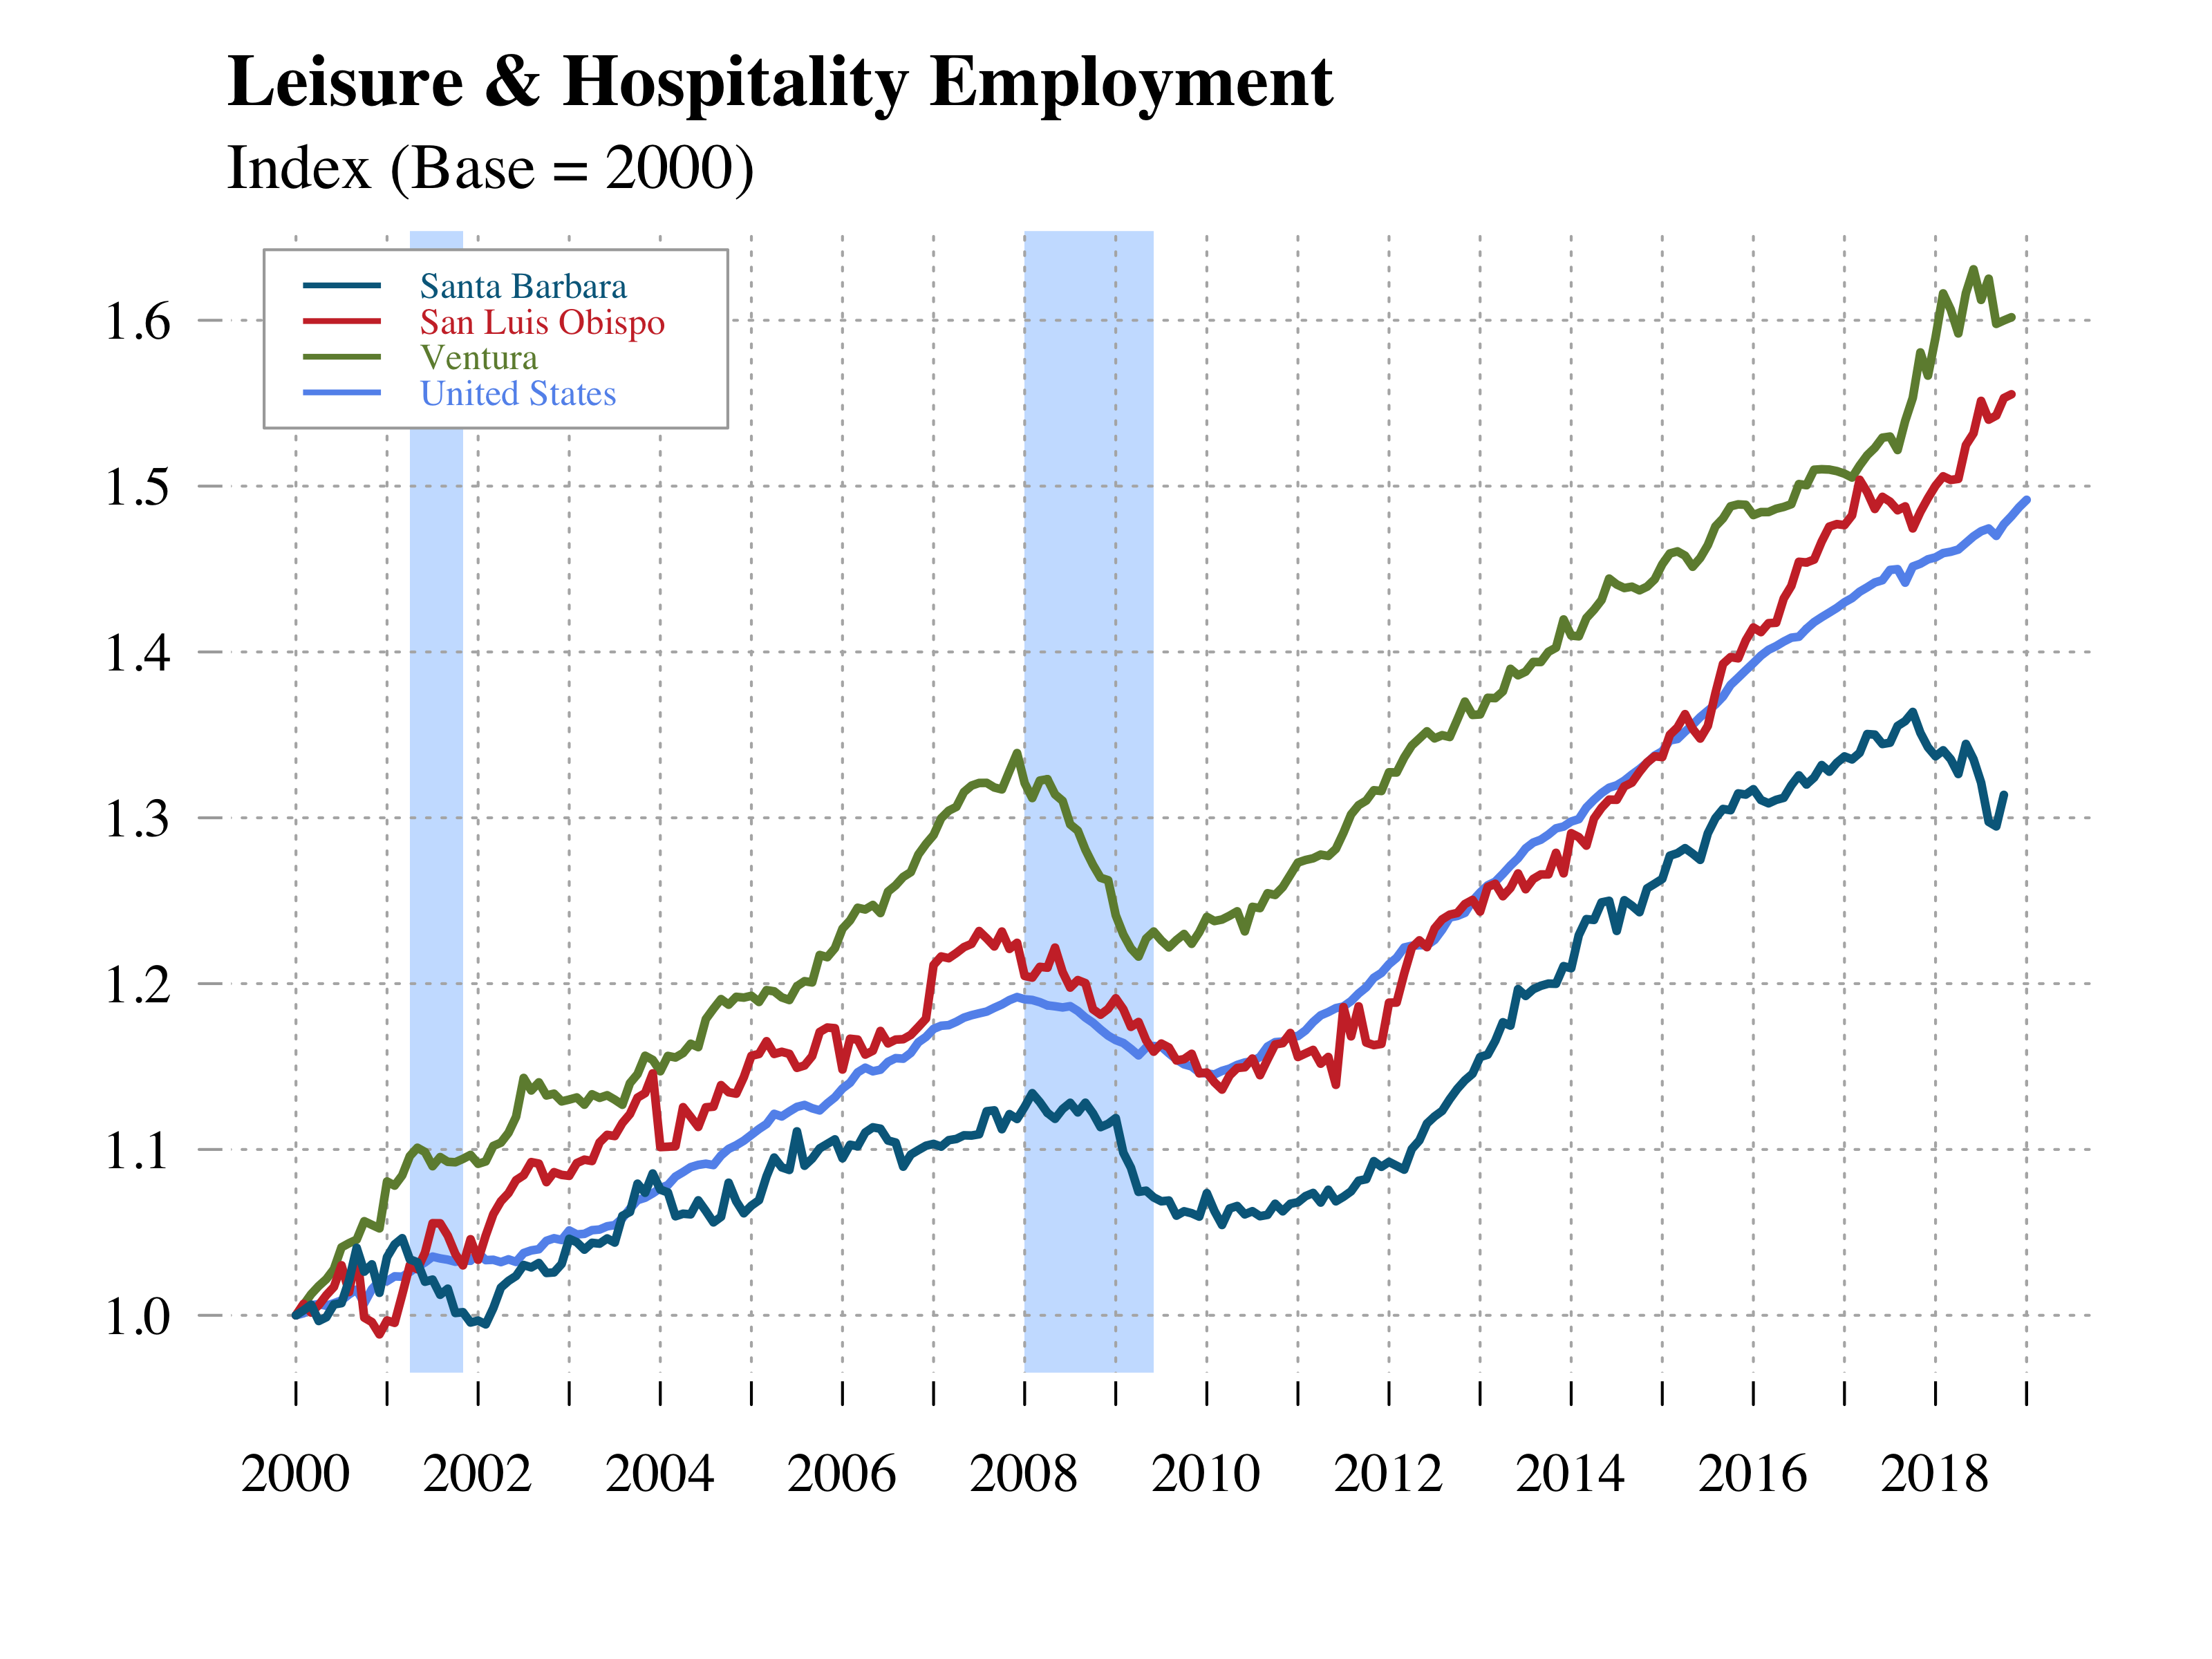 Leisure & Hospitality Employment
Index (Base = 2000)
Santa Barbara
San Luis Obispo
Ventura
United States
1.6
1.5
1.4
1.3
1.2
1.1
1.0
2000 2002 2004 2006 2008 2010 2012 2014 2016 2018